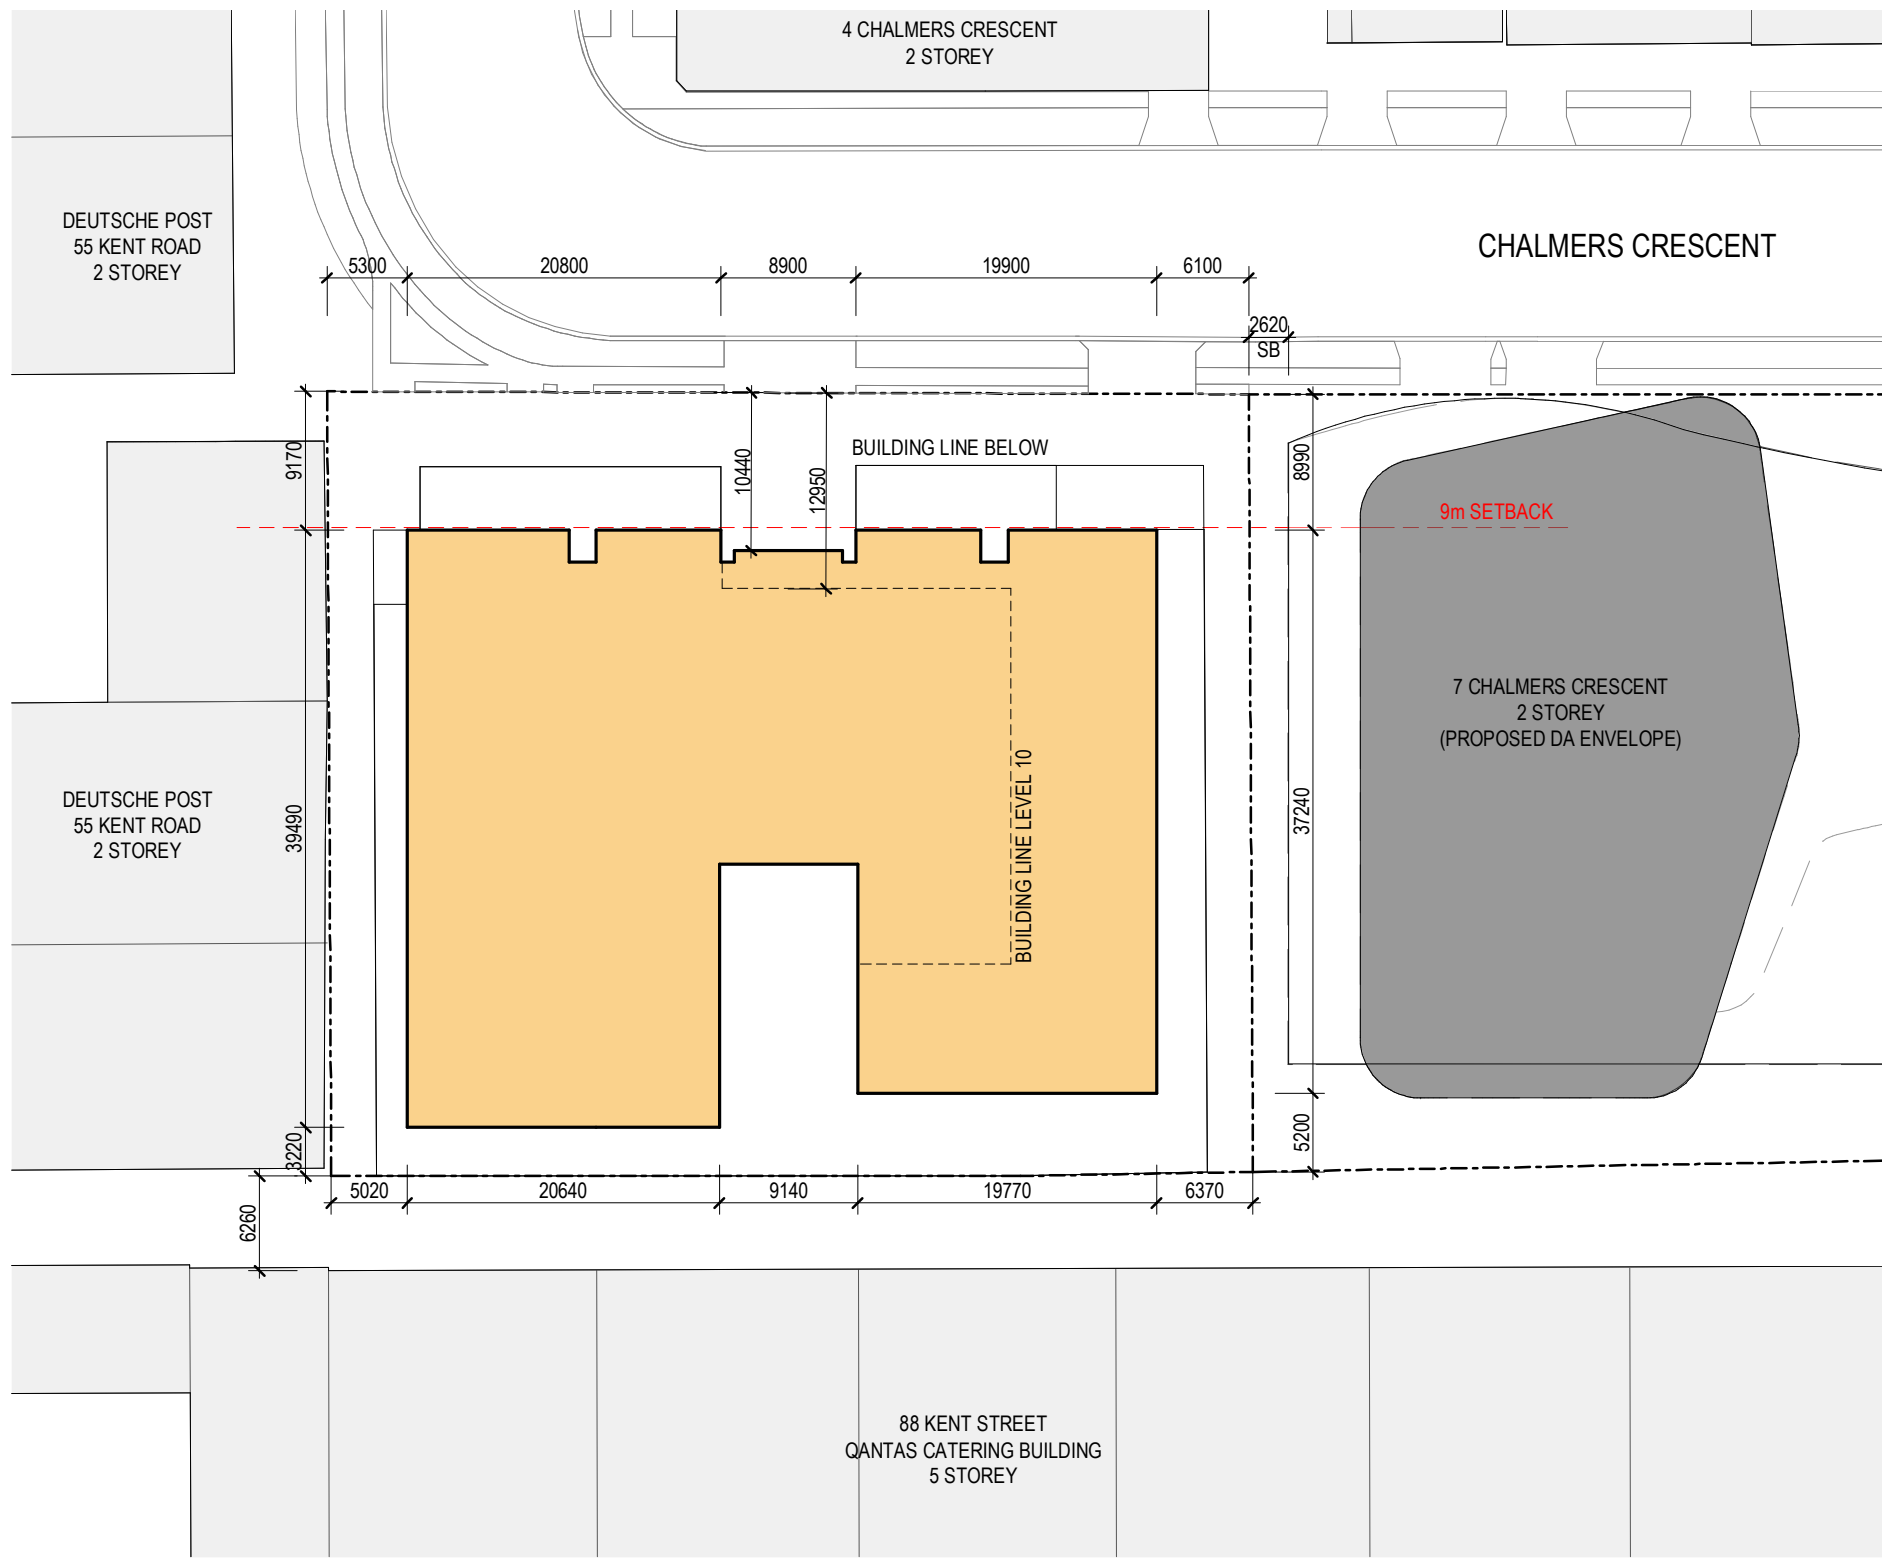 4 CHALMERS CRESCENT
2 STOREY
DEUTSCHE POST
55 KENT ROAD
2 STOREY
CHALMERS CRESCENT
5300
20800
8900
19900
6100
2620
SB
9170
10440
12950
BUILDING LINE BELOW
8990
9m SETBACK
7 CHALMERS CRESCENT
2 STOREY
(PROPOSED DA ENVELOPE)
DEUTSCHE POST
55 KENT ROAD
2 STOREY
39490
BUILDING LINE LEVEL 10
37240
3220
5200
5020
20640
9140
19770
6370
6260
88 KENT STREET
QANTAS CATERING BUILDING
5 STOREY